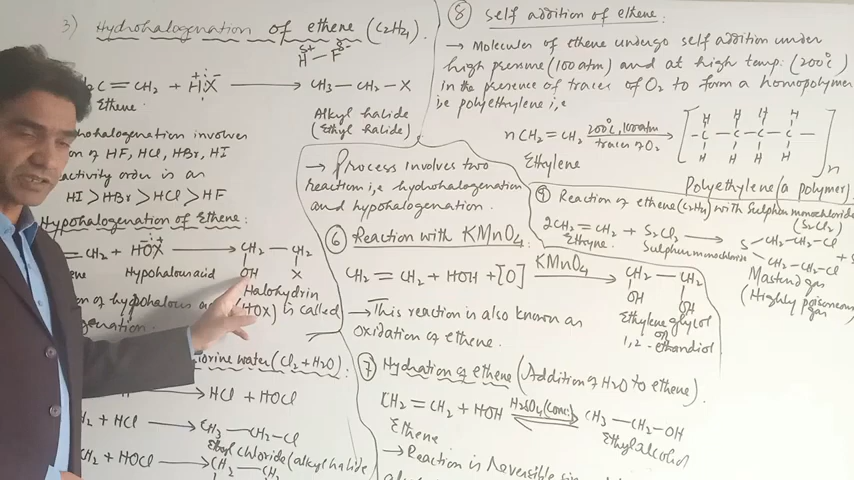 3) Hydrohalogenation of ethene (C2H4)
δ+ δ-
H — F
C = CH2 + H X → CH3 — CH2 — X
Ethene.
Alkyl halide
(Ethyl halide)
halogenation involves
of HF, HCl, HBr, HI
activity order is an
HI > HBr > HCl > HF
Hypohalogenation of Ethene:
= CH2 + HOX → CH2 — CH2
OH X
Hypohalous acid
Halohydrin
of hypohalous (HOX) is called
genation.
lorine water (Cl2 + H2O) :
→ HCl + HOCl
+ HCl → CH3 — CH2 — Cl
Ethyl chloride (alkyl halide
CH2 + HOCl → CH2 — CH2
→ Process involves two
reaction i,e hydrohalogenation
and hypohalogenation.
6 Reaction with KMnO4:
CH2 = CH2 + HOH + [O] KMnO4 → CH2 — CH2
OH OH
Ethylene glycol
or
1,2 - ethandiol
→ This reaction is also known as
oxidation of ethene.
7 Hydration of ethene (Addition of H2O to ethene).
CH2 = CH2 + HOH H2SO4 (Conc:) ⇌ CH3 — CH2 — OH
Ethene
Ethyl alcohol
→ Reaction is Reversible
8 Self addition of ethene:
→ Molecules of ethene undergo self addition under
high pressure (100 atm) and at high temp: (200°C)
in the presence of traces of O2 to form a homopolymer
i.e polyethylene i,e
n CH2 = CH2 200°C, 100atm → traces of O2 [ - C — C — C — C — ] n
H H H H
H H H H
Ethylene
Polyethylene (a polymer)
9 Reaction of ethene (C2H4) with Sulphur monochloride
(S2Cl2)
2CH2 = CH2 + S2Cl2 → S CH2 — CH2 — Cl + S
CH2 — CH2 — Cl
Ethyne
Sulphur monochloride
Mustard gas
(Highly poisonous
gas)